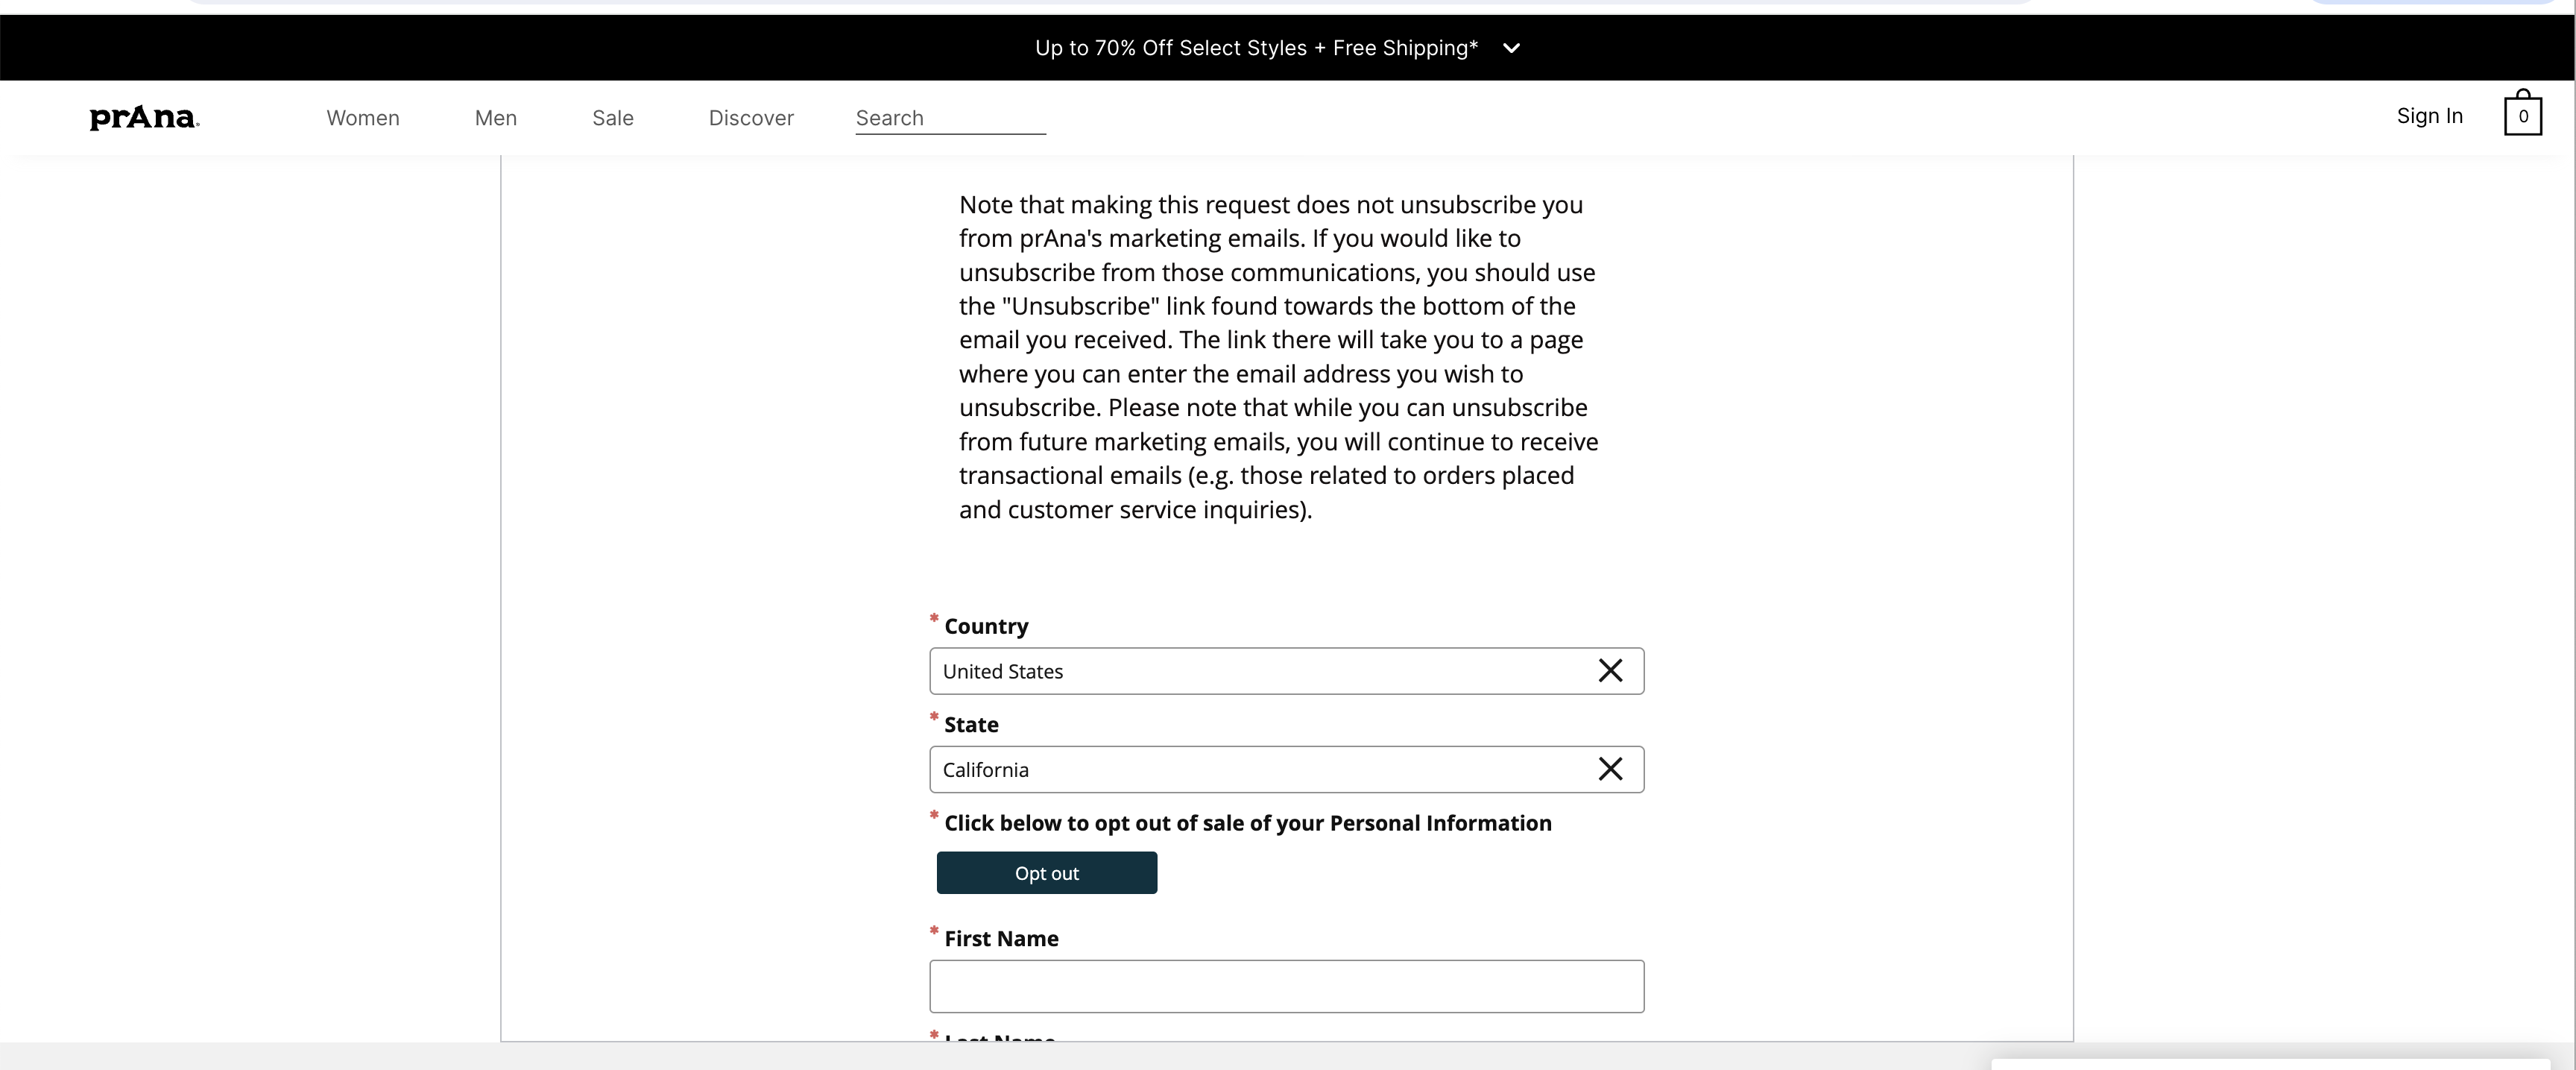 Up to 70% Off Select Styles + Free Shipping*
prAna
Women Men Sale Discover Search Sign In 0
Note that making this request does not unsubscribe you
from prAna's marketing emails. If you would like to
unsubscribe from those communications, you should use
the "Unsubscribe" link found towards the bottom of the
email you received. The link there will take you to a page
where you can enter the email address you wish to
unsubscribe. Please note that while you can unsubscribe
from future marketing emails, you will continue to receive
transactional emails (e.g. those related to orders placed
and customer service inquiries).
* Country
United States
* State
California
* Click below to opt out of sale of your Personal Information
Opt out
* First Name
* Last Name